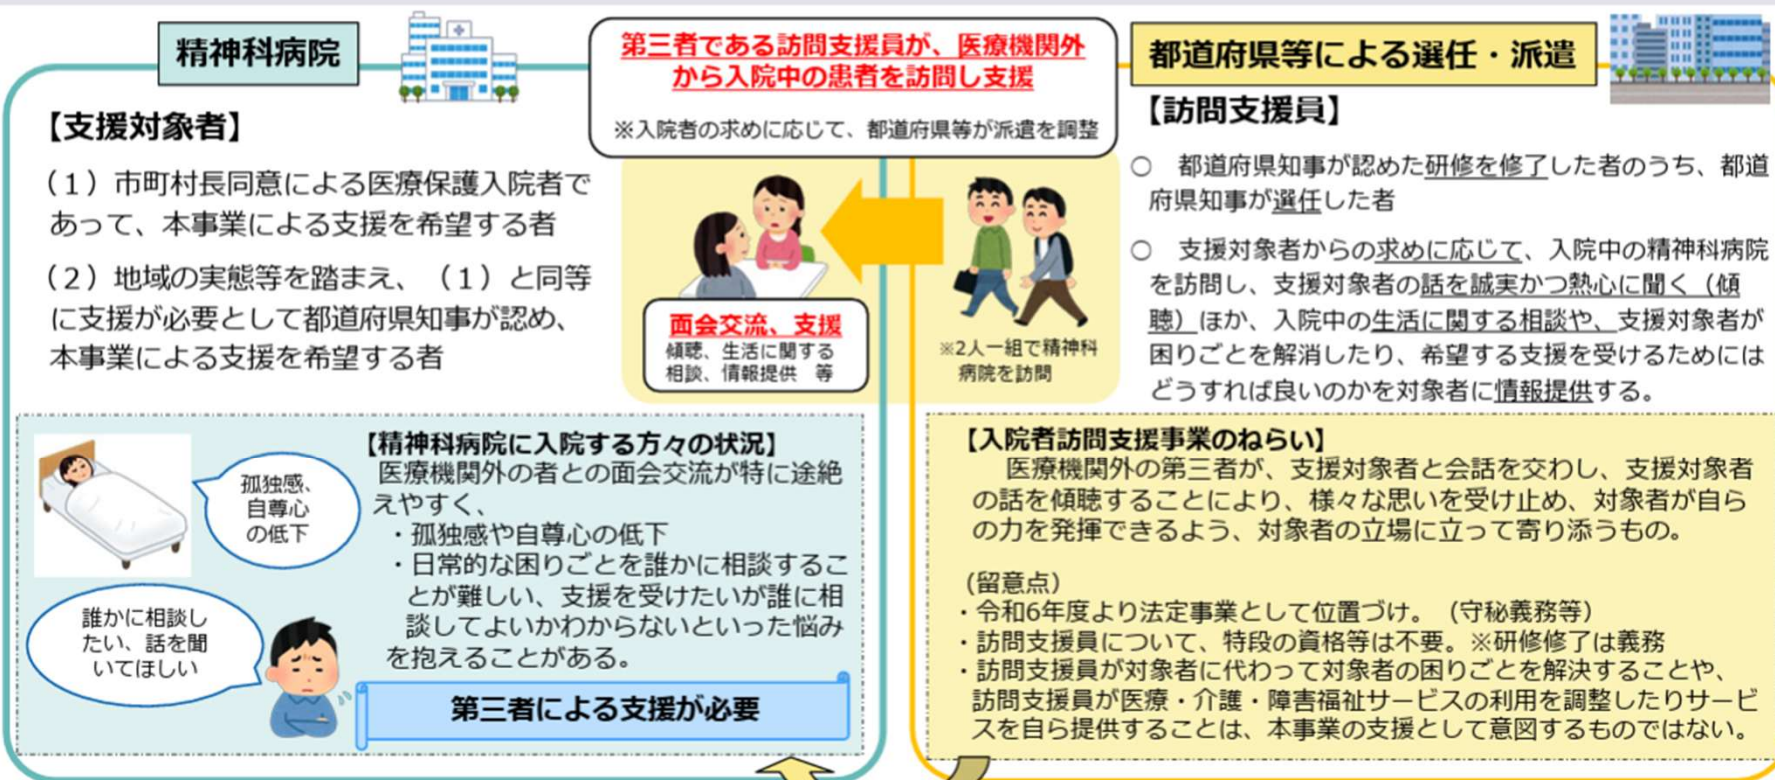 精神科病院
【支援対象者】
（１）市町村長同意による医療保護入院者で
あって、本事業による支援を希望する者
（２）地域の実態等を踏まえ、（１）と同等
に支援が必要として都道府県知事が認め、
本事業による支援を希望する者
第三者である訪問支援員が、医療機関外
から入院中の患者を訪問し支援
※入院者の求めに応じて、都道府県等が派遣を調整
面会交流、支援
傾聴、生活に関する
相談、情報提供　等
※2人一組で精神科
病院を訪問
都道府県等による選任・派遣
【訪問支援員】
○　都道府県知事が認めた研修を修了した者のうち、都道
府県知事が選任した者
○　支援対象者からの求めに応じて、入院中の精神科病院
を訪問し、支援対象者の話を誠実かつ熱心に聞く（傾
聴）ほか、入院中の生活に関する相談や、支援対象者が
困りごとを解消したり、希望する支援を受けるためには
どうすれば良いのかを対象者に情報提供する。
孤独感、
自尊心
の低下
誰かに相談し
たい、話を聞
いてほしい
【精神科病院に入院する方々の状況】
医療機関外の者との面会交流が特に途絶
えやすく、
・孤独感や自尊心の低下
・日常的な困りごとを誰かに相談するこ
とが難しい、支援を受けたいが誰に相
談してよいかわからないといった悩み
を抱えることがある。
第三者による支援が必要
【入院者訪問支援事業のねらい】
医療機関外の第三者が、支援対象者と会話を交わし、支援対象者
の話を傾聴することにより、様々な思いを受け止め、対象者が自ら
の力を発揮できるよう、対象者の立場に立って寄り添うもの。
（留意点）
・令和6年度より法定事業として位置づけ。（守秘義務等）
・訪問支援員について、特段の資格等は不要。※研修修了は義務
・訪問支援員が対象者に代わって対象者の困りごとを解決することや、
訪問支援員が医療・介護・障害福祉サービスの利用を調整したりサービ
スを自ら提供することは、本事業の支援として意図するものではない。